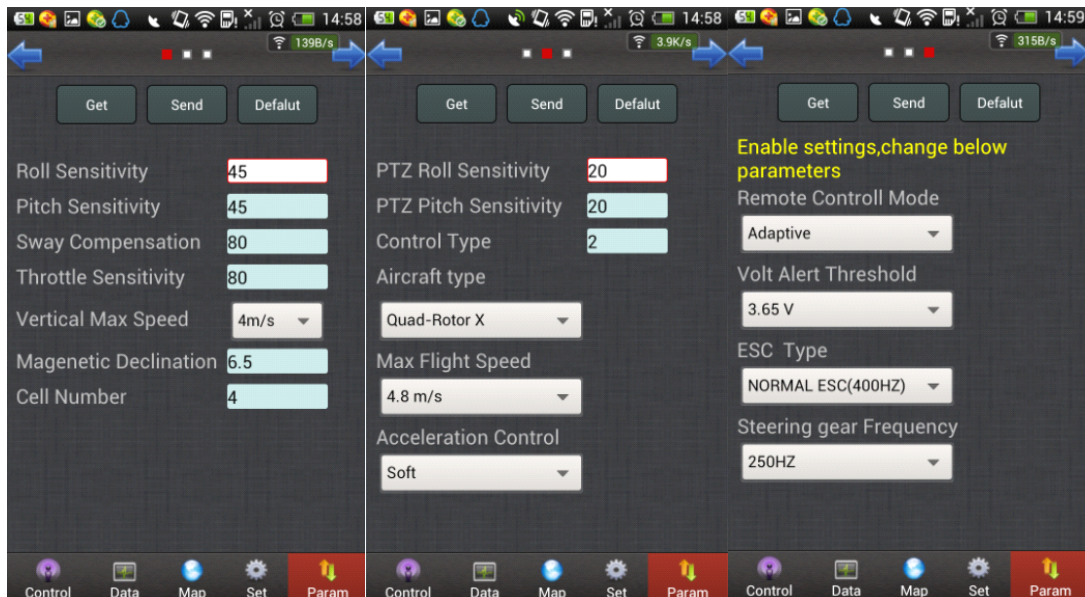 54
14:58
139B/s
Get
Send
Defalut
Roll Sensitivity
45
Pitch Sensitivity
45
Sway Compensation
80
Throttle Sensitivity
80
Vertical Max Speed
4m/s
Magenetic Declination
6.5
Cell Number
4
Control
Data
Map
Set
Param
54
14:58
3.9K/s
Get
Send
Defalut
PTZ Roll Sensitivity
20
PTZ Pitch Sensitivity
20
Control Type
2
Aircraft type
Quad-Rotor X
Max Flight Speed
4.8 m/s
Acceleration Control
Soft
Control
Data
Map
Set
Param
54
14:59
315B/s
Get
Send
Defalut
Enable settings,change below
parameters
Remote Controll Mode
Adaptive
Volt Alert Threshold
3.65 V
ESC Type
NORMAL ESC(400HZ)
Steering gear Frequency
250HZ
Control
Data
Map
Set
Param